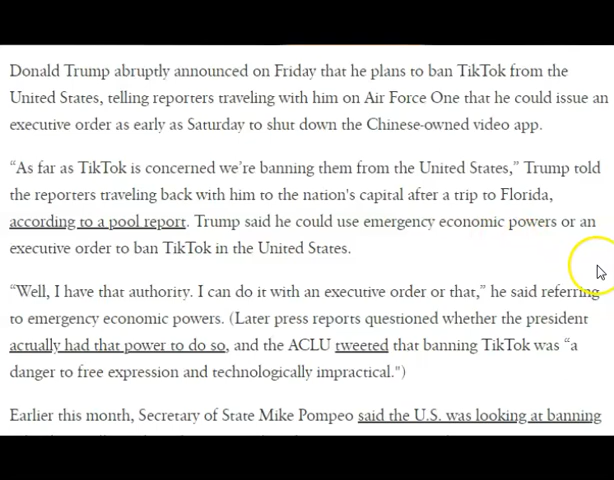 Donald Trump abruptly announced on Friday that he plans to ban TikTok from the
United States, telling reporters traveling with him on Air Force One that he could issue an
executive order as early as Saturday to shut down the Chinese-owned video app.
“As far as TikTok is concerned we’re banning them from the United States,” Trump told
the reporters traveling back with him to the nation's capital after a trip to Florida,
according to a pool report. Trump said he could use emergency economic powers or an
executive order to ban TikTok in the United States.
“Well, I have that authority. I can do it with an executive order or that,” he said referring
to emergency economic powers. (Later press reports questioned whether the president
actually had that power to do so, and the ACLU tweeted that banning TikTok was “a
danger to free expression and technologically impractical.")
Earlier this month, Secretary of State Mike Pompeo said the U.S. was looking at banning